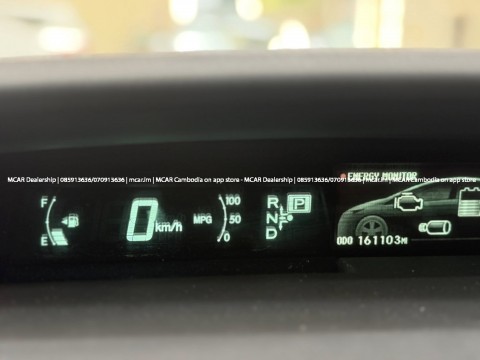 ENERGY MONITOR
MCAR Dealership | 085913636/070913636 | mcar.im | MCAR Cambodia on app store - MCAR Dealership | 085913636/070913636 | mcar.im | MCAR Cambodia on app store
F
E
0 km/h
100
MPG 50
0
R
P
N
D
ODO 161103MI